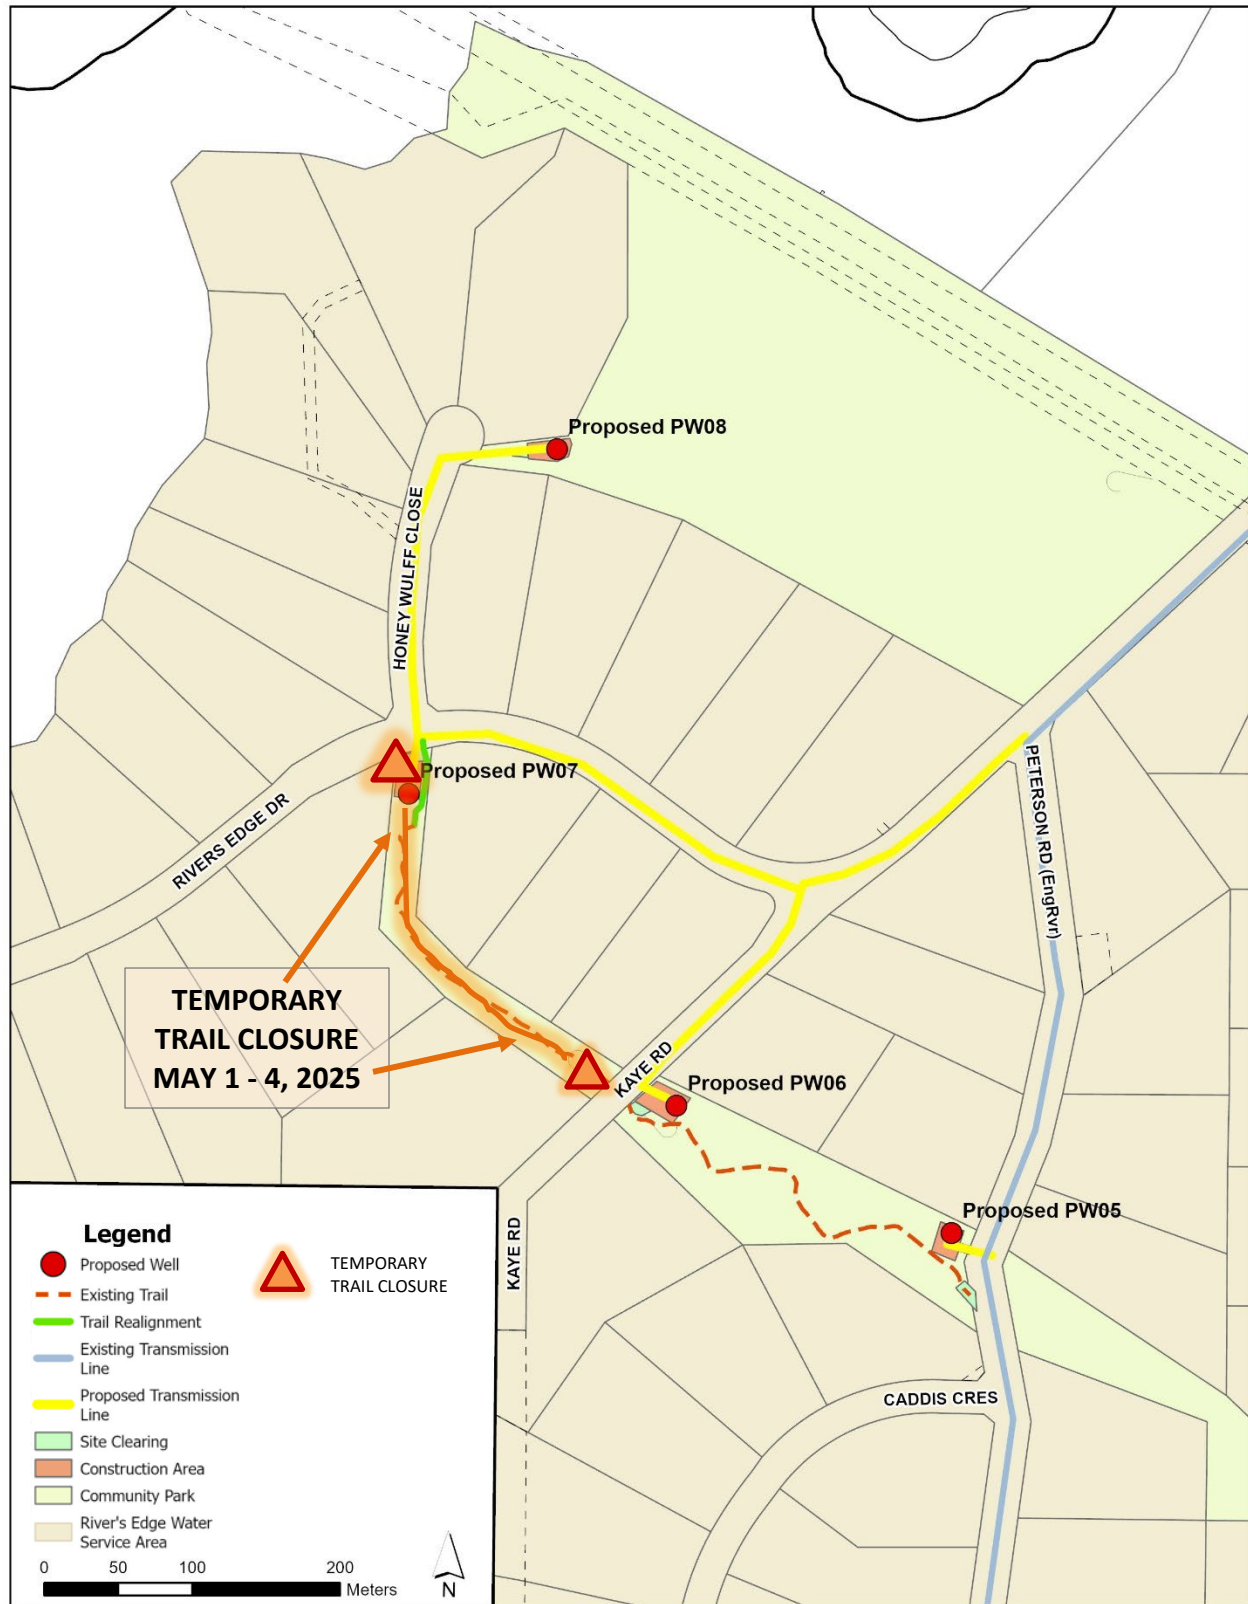 Proposed PW08
HONEY WULFF CLOSE
Proposed PW07
RIVERS EDGE DR
PETERSON RD (EngRvr)
TEMPORARY
TRAIL CLOSURE
MAY 1 - 4, 2025
KAYE RD
Proposed PW06
Proposed PW05
KAYE RD
CADDIS CRES
Legend
Proposed Well
Existing Trail
Trail Realignment
Existing Transmission
Line
Proposed Transmission
Line
Site Clearing
Construction Area
Community Park
River's Edge Water
Service Area
TEMPORARY
TRAIL CLOSURE
0 50 100 200
Meters
N